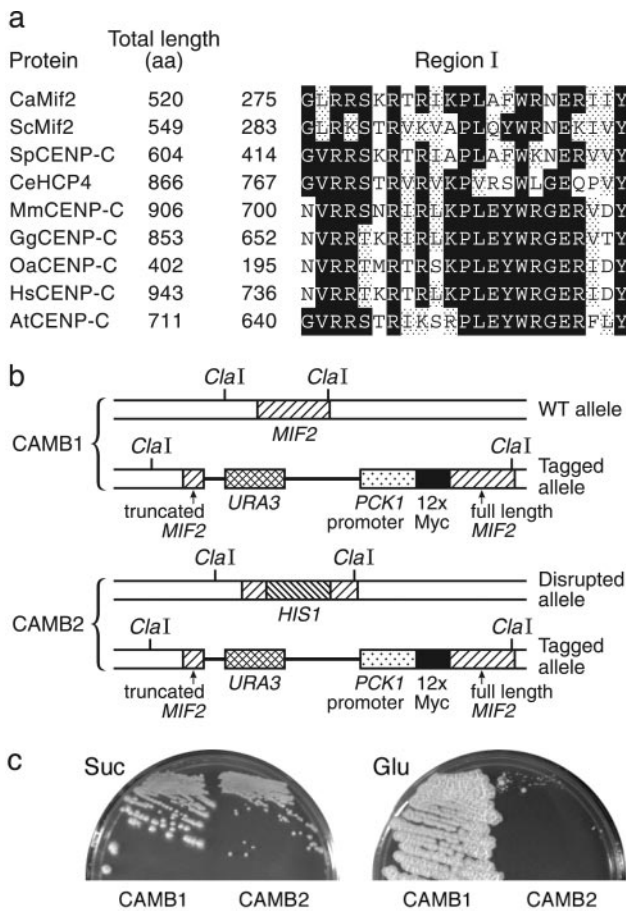 a
Total length
Protein (aa) Region I
CaMif2 520 275 GLRRSKRTRIKPLAFWRNERIIY
ScMif2 549 283 GLRKSTRVKVAPLQYWRNEKIVY
SpCENP-C 604 414 GVRRSKRTRIAPLAFWKNERVVY
CeHCP4 866 767 GVRRSTRVRVKPVRSWLGEQPVY
MmCENP-C 906 700 NVRRSNRIRLKPLEYWRGERVDY
GgCENP-C 853 652 NVRRTKRIRLKPLEYWRGERVTY
OaCENP-C 402 195 NVRRTMRTRSKPLEYWRGERIDY
HsCENP-C 943 736 NVRRTKRTRLKPLEYWRGERIDY
AtCENP-C 711 640 GVRRSTRIKSRPLEYWRGERFLY
b
ClaI ClaI
WT allele
MIF2
CAMB1
ClaI ClaI
Tagged
allele
truncated URA3 PCK1 12x full length
MIF2 promoter Myc MIF2
ClaI ClaI
Disrupted
allele
HIS1
CAMB2
ClaI ClaI
Tagged
allele
truncated URA3 PCK1 12x full length
MIF2 promoter Myc MIF2
c
Suc Glu
CAMB1 CAMB2 CAMB1 CAMB2